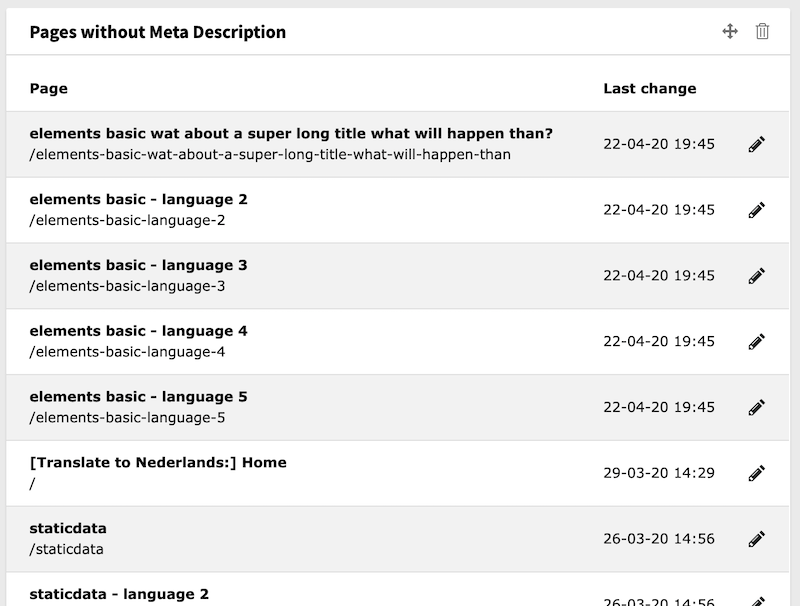 Pages without Meta Description
Page Last change
elements basic wat about a super long title what will happen than?
/elements-basic-wat-about-a-super-long-title-what-will-happen-than
22-04-20 19:45
elements basic - language 2
/elements-basic-language-2
22-04-20 19:45
elements basic - language 3
/elements-basic-language-3
22-04-20 19:45
elements basic - language 4
/elements-basic-language-4
22-04-20 19:45
elements basic - language 5
/elements-basic-language-5
22-04-20 19:45
[Translate to Nederlands:] Home
/
29-03-20 14:29
staticdata
/staticdata
26-03-20 14:56
staticdata - language 2
26-03-20 14:56